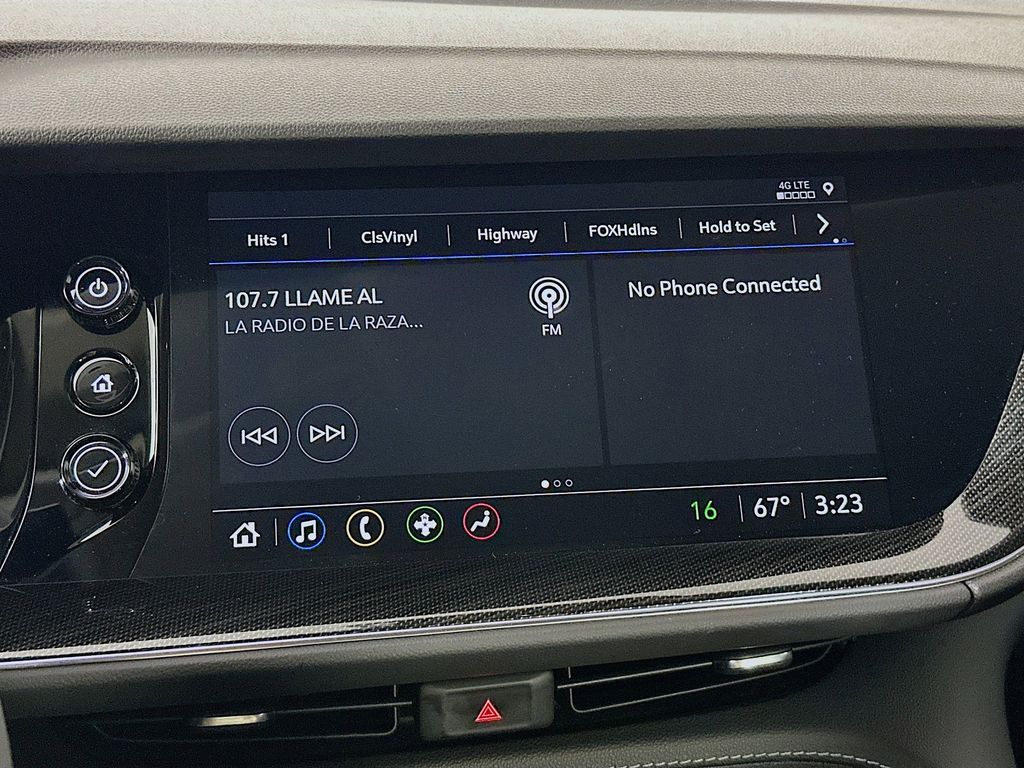 4G LTE
Hits 1 ClsVinyl Highway FOXHdlns Hold to Set
107.7 LLAME AL
LA RADIO DE LA RAZA...
FM
No Phone Connected
16 67° 3:23